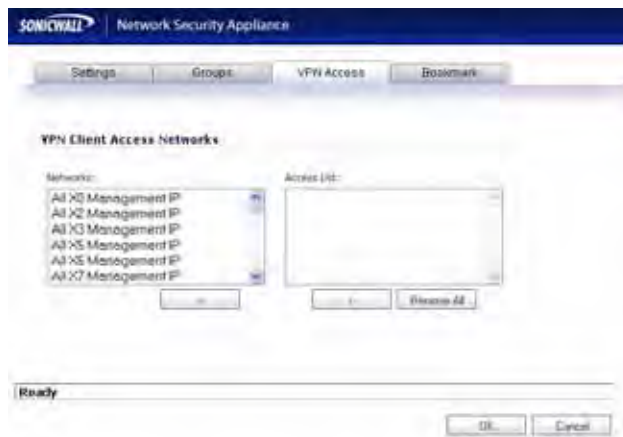 SONICWALL Network Security Appliance
Settings Groups VPN Access Bookmark
VPN Client Access Networks
Networks: Access List:
All X0 Management IP
All X2 Management IP
All X3 Management IP
All X5 Management IP
All X6 Management IP
All X7 Management IP
Remove All
Ready
OK Cancel